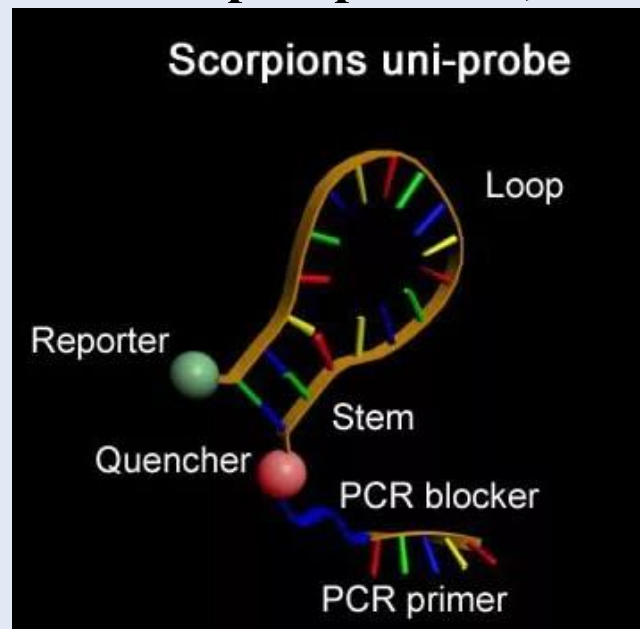 Scorpions uni-probe
Loop
Reporter
Stem
Quencher
PCR blocker
PCR primer